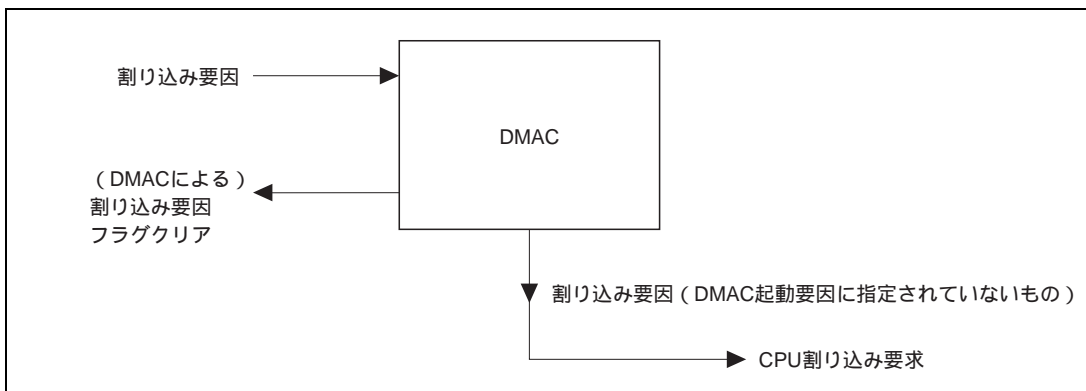 割り込み要因
DMAC
（DMACによる）
割り込み要因
フラグクリア
割り込み要因（DMAC起動要因に指定されていないもの）
CPU割り込み要求